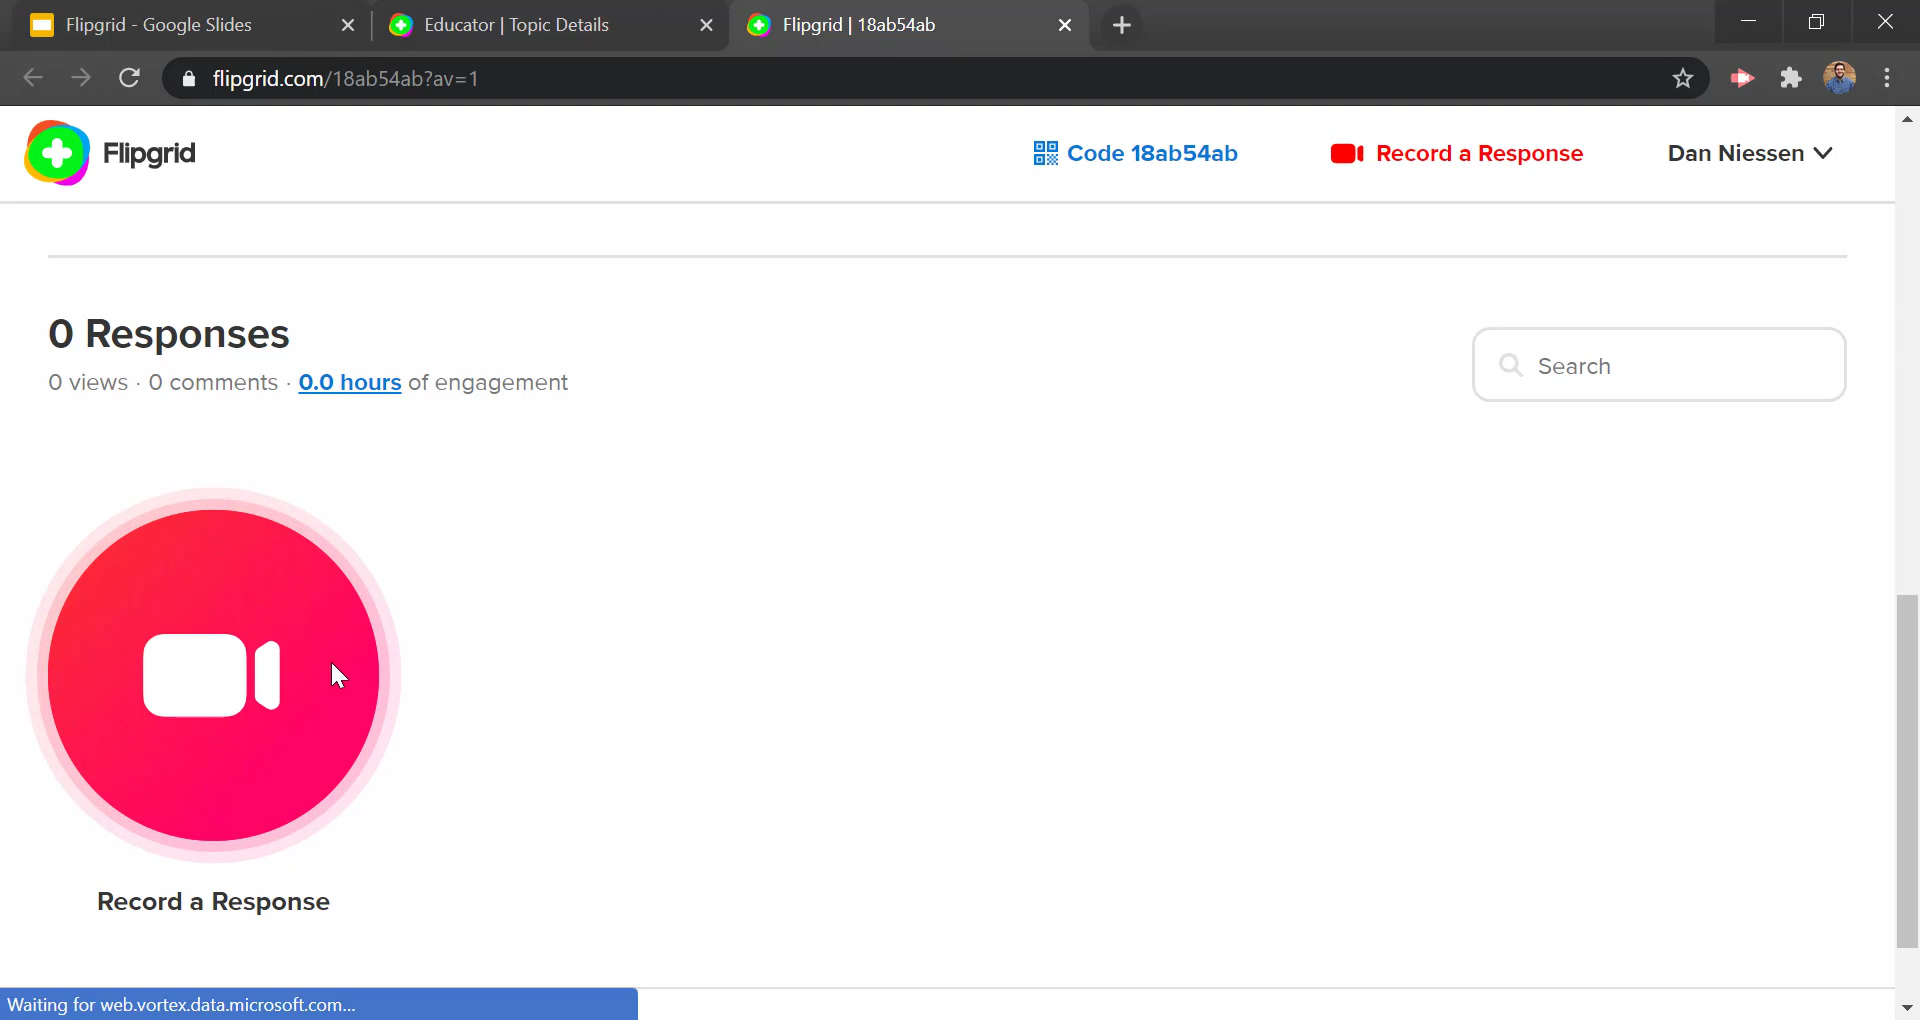 Flipgrid - Google Slides
Educator | Topic Details
Flipgrid | 18ab54ab
flipgrid.com/18ab54ab?av=1
Flipgrid
Code 18ab54ab
Record a Response
Dan Niessen
0 Responses
0 views · 0 comments · 0.0 hours of engagement
Search
Record a Response
Waiting for web.vortex.data.microsoft.com...